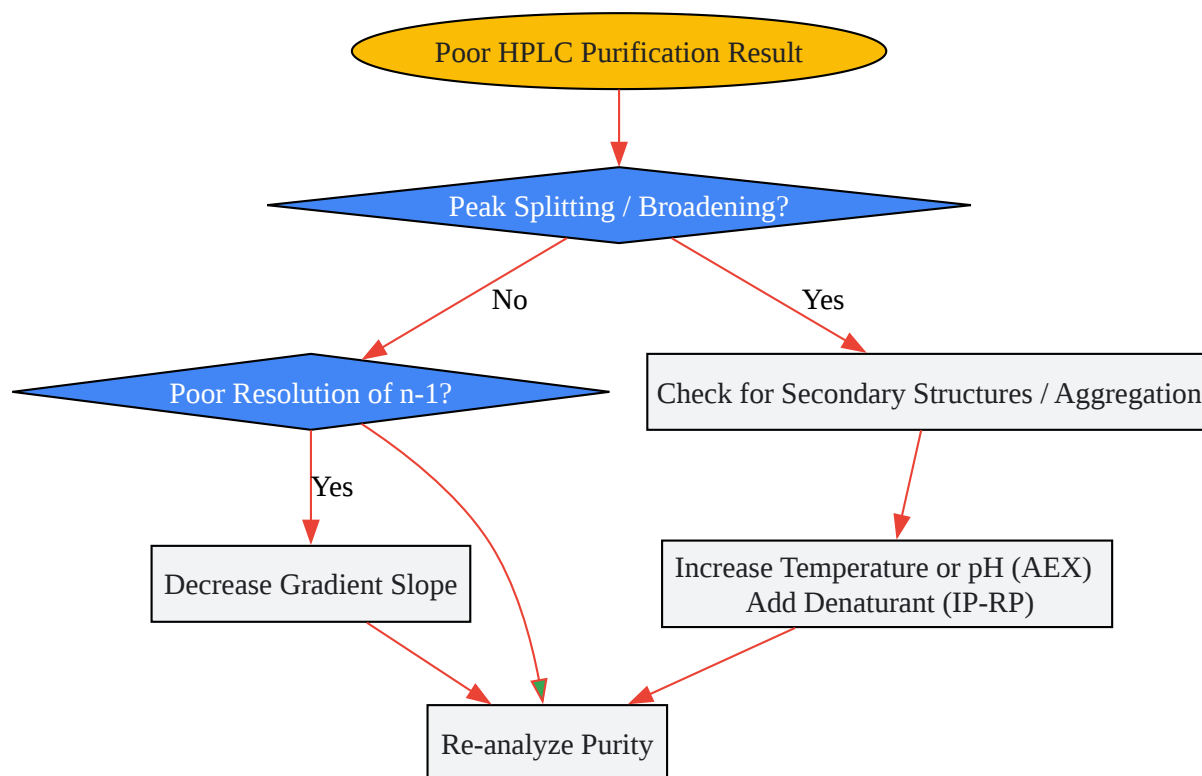 Poor HPLC Purification Result
Peak Splitting / Broadening?
No
Yes
Poor Resolution of n-1?
Check for Secondary Structures / Aggregation
Yes
Decrease Gradient Slope
Increase Temperature or pH (AEX)
Add Denaturant (IP-RP)
Re-analyze Purity